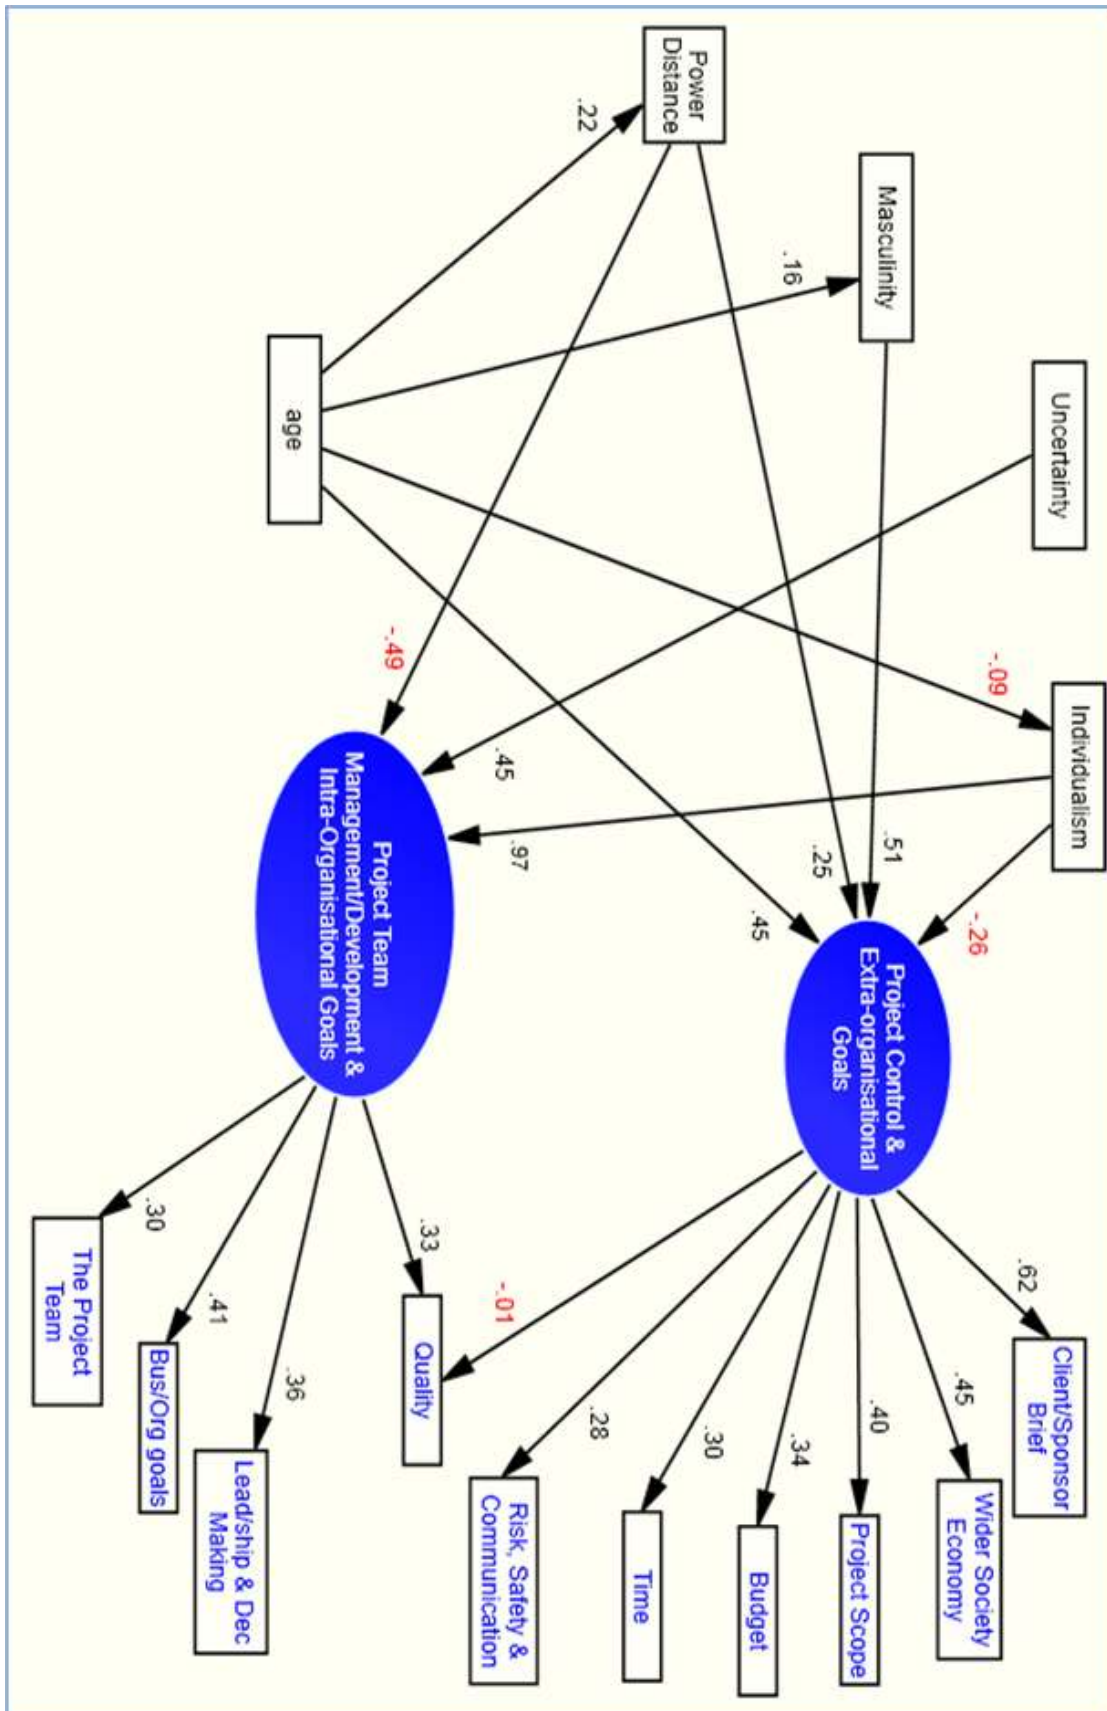 Individualism
Uncertainty
Masculinity
Power
Distance
age
-.09
-.26
.97
.51
.25
.45
.45
-.49
.16
.22
Project Control &
Extra-organisational
Goals
Project Team
Management/Development &
Intra-Organisational Goals
.62
.45
.40
.34
.30
.28
-.01
.33
.36
.41
.30
Client/Sponsor
Brief
Wider Society
Economy
Project Scope
Budget
Time
Risk, Safety &
Communication
Quality
Lead/ship & Dec
Making
Bus/Org goals
The Project
Team